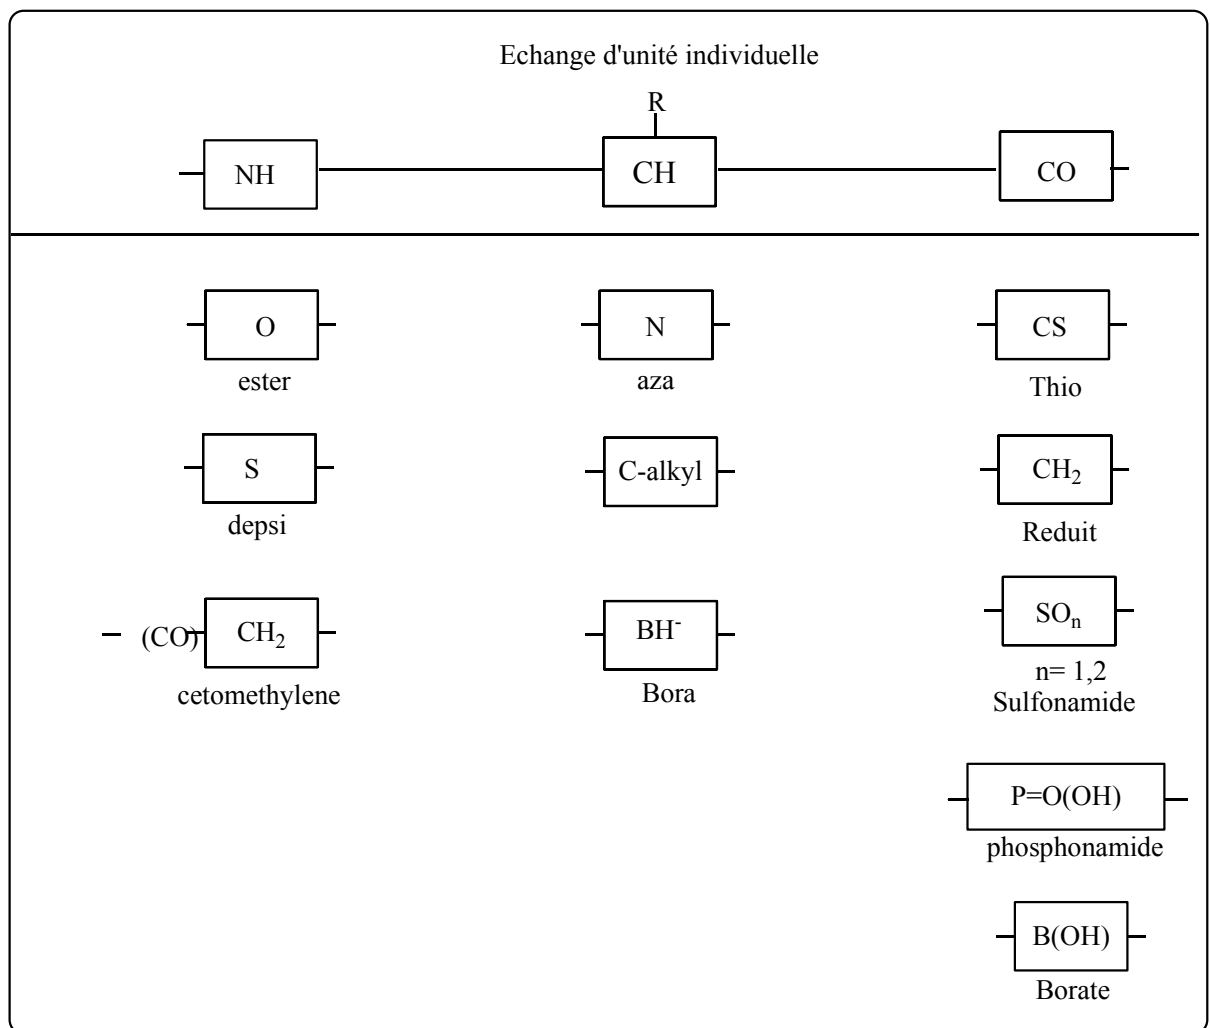 Echange d'unité individuelle
R
NH CH CO
O N CS
ester aza Thio
S C-alkyl CH₂
depsi Reduit
(CO) CH₂ BH⁻ SOₙ
cetomethylene Bora n= 1,2
Sulfonamide
P=O(OH)
phosphonamide
B(OH)
Borate